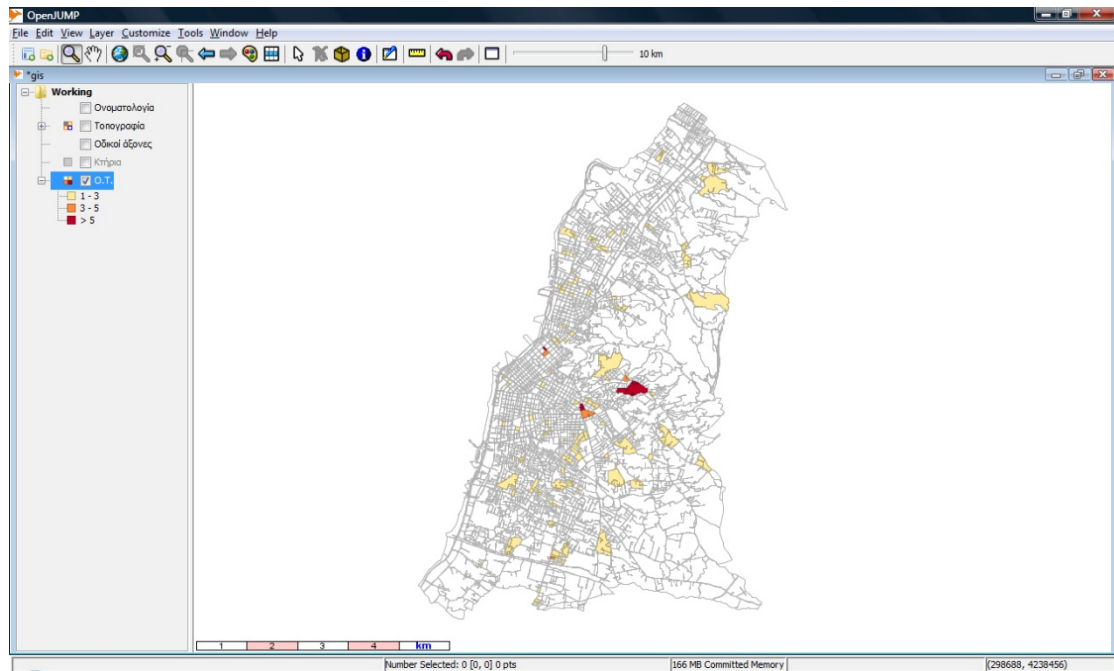 OpenJUMP
File Edit View Layer Customize Tools Window Help
10 km
*gis
Working
Ονοματολογία
Τοπογραφία
Οδικοί άξονες
Κτήρια
Ο.Τ.
1 - 3
3 - 5
> 5
1 2 3 4 km
Number Selected: 0 [0, 0] 0 pts 166 MB Committed Memory (298688, 4238456)